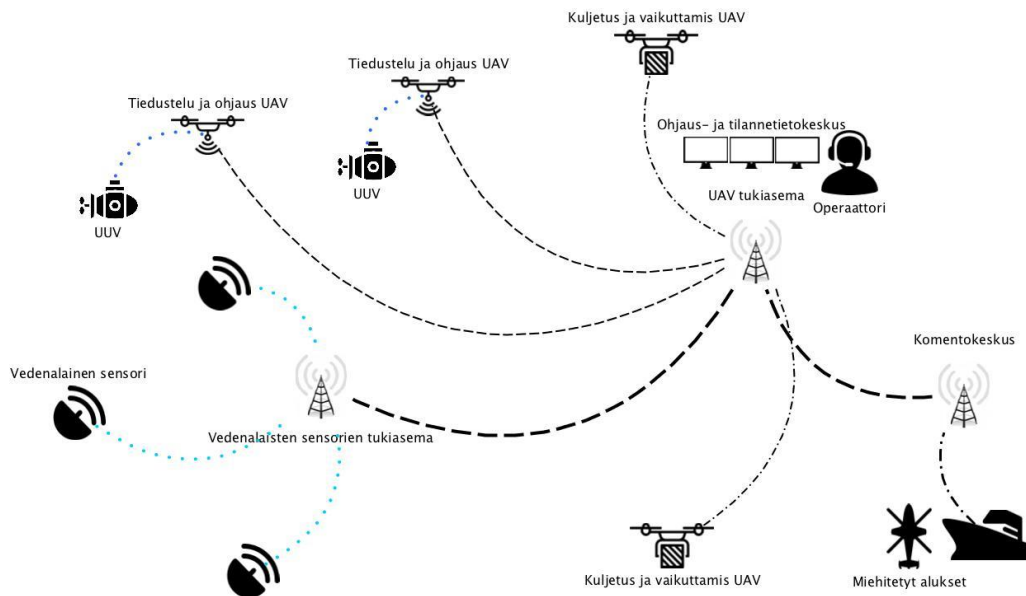 Kuljetus ja vaikuttamis UAV
Tiedustelu ja ohjaus UAV
Tiedustelu ja ohjaus UAV
Ohjaus- ja tilannetietokeskus
UUV
UAV tukiasema
Operaattori
UUV
Komentokeskus
Vedenalainen sensori
Vedenalaisten sensorien tukiasema
Kuljetus ja vaikuttamis UAV
Miehitetyt alukset